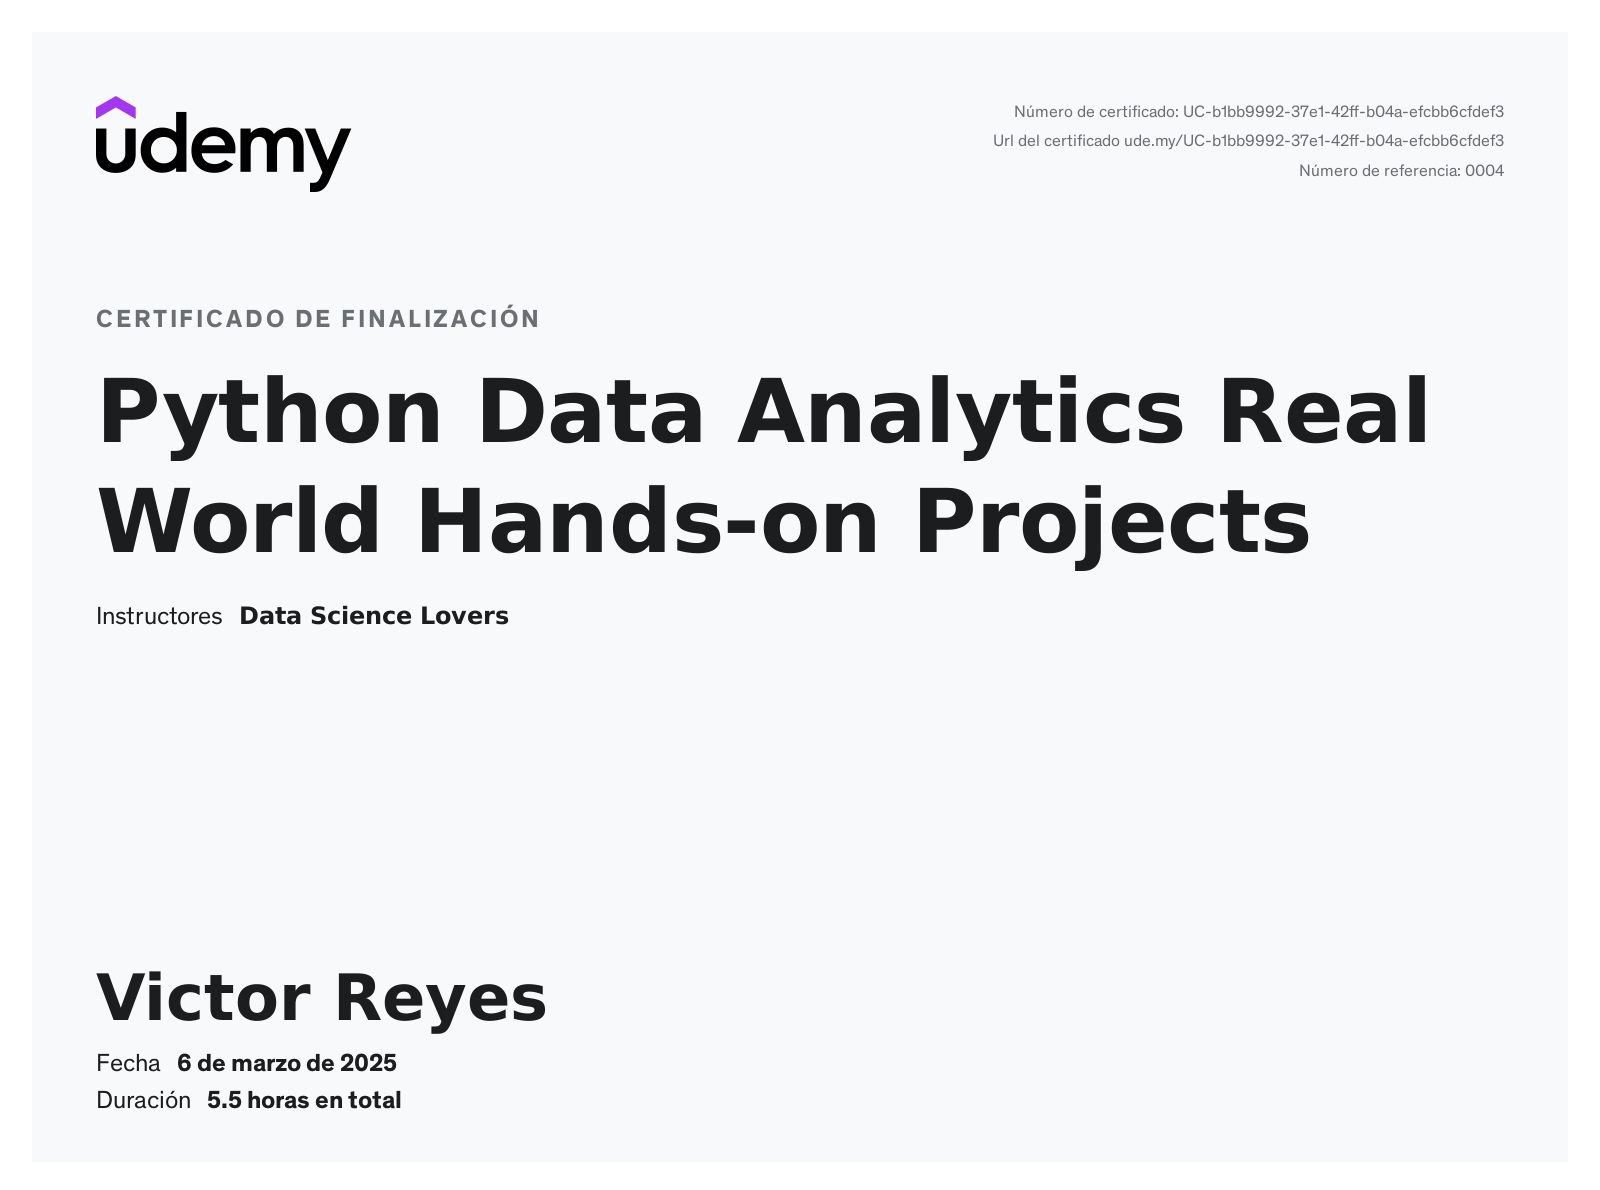 udemy
Número de certificado: UC-b1bb9992-37e1-42ff-b04a-efcbb6cfdef3
Url del certificado ude.my/UC-b1bb9992-37e1-42ff-b04a-efcbb6cfdef3
Número de referencia: 0004
CERTIFICADO DE FINALIZACIÓN
Python Data Analytics Real
World Hands-on Projects
Instructores Data Science Lovers
Victor Reyes
Fecha 6 de marzo de 2025
Duración 5.5 horas en total